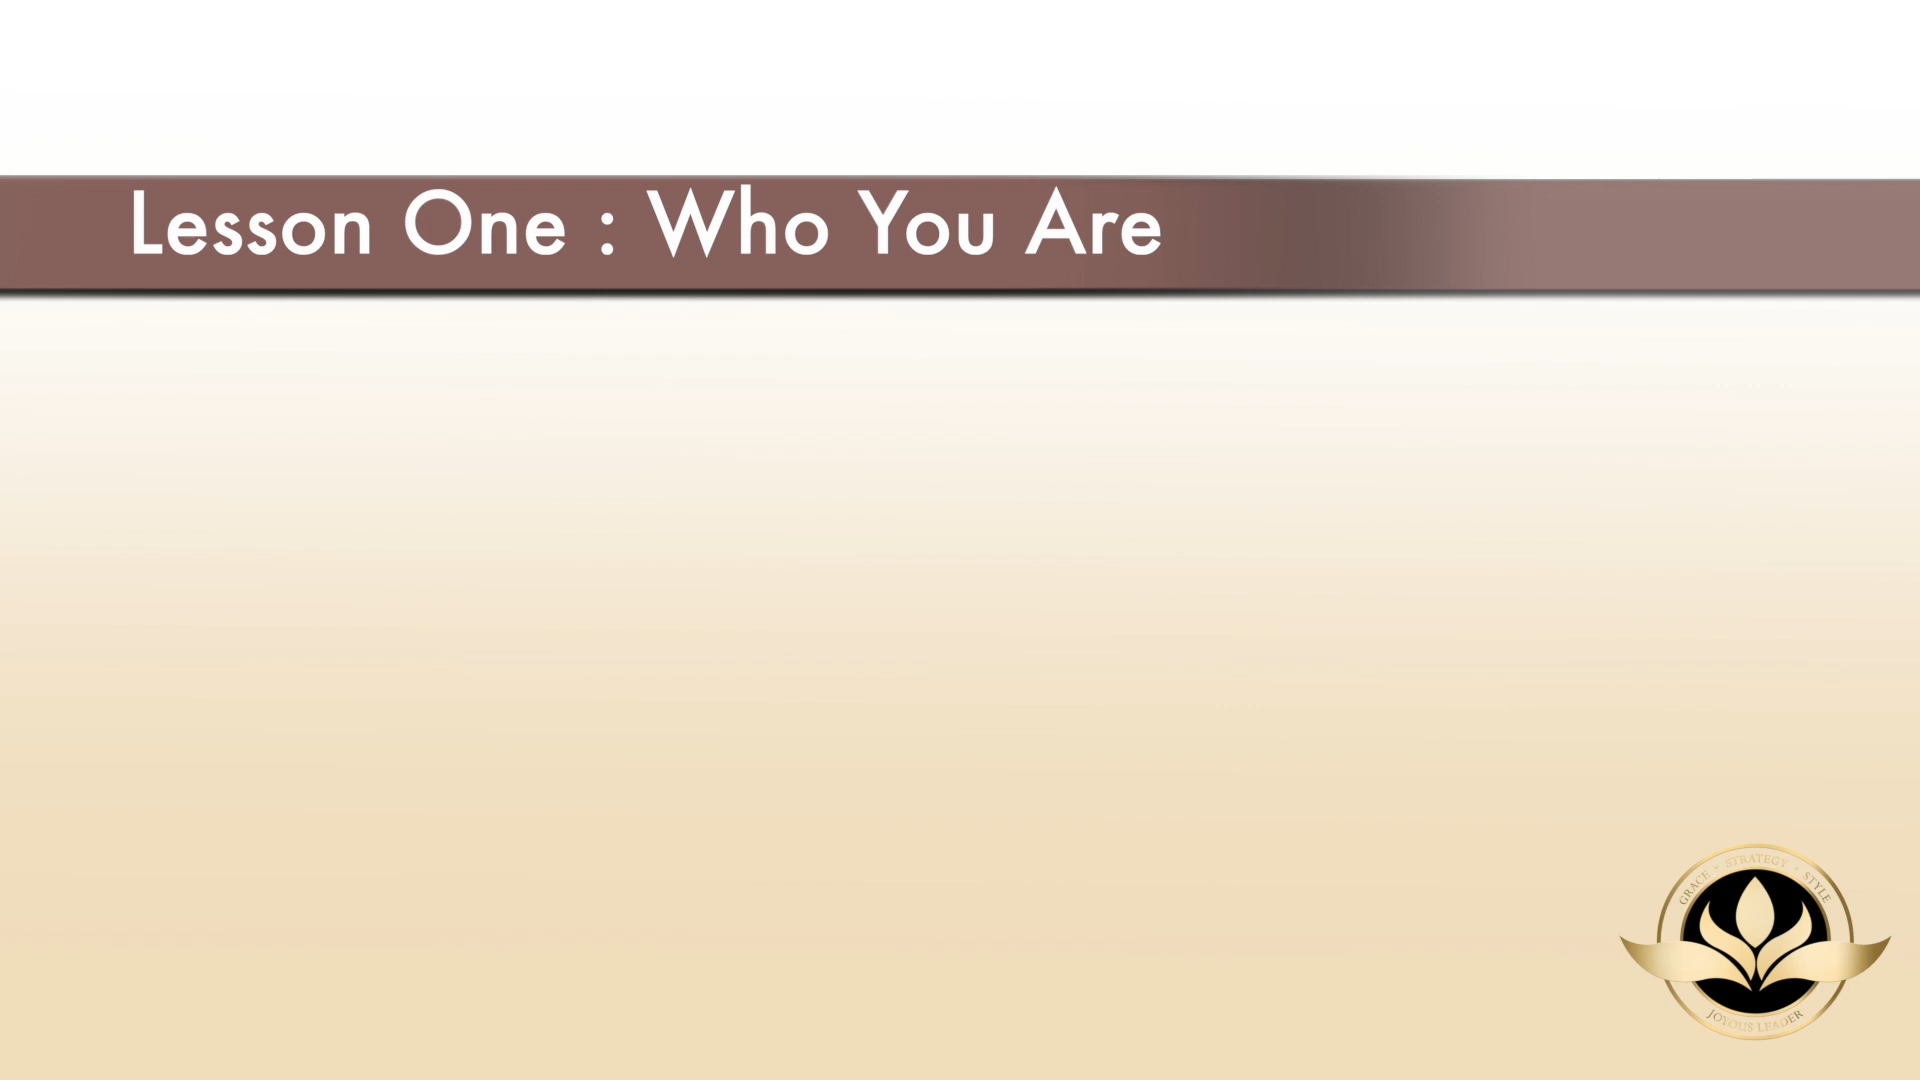 Lesson One : Who You Are
GRACE • STRATEGY • STYLE
JOYOUS LEADER